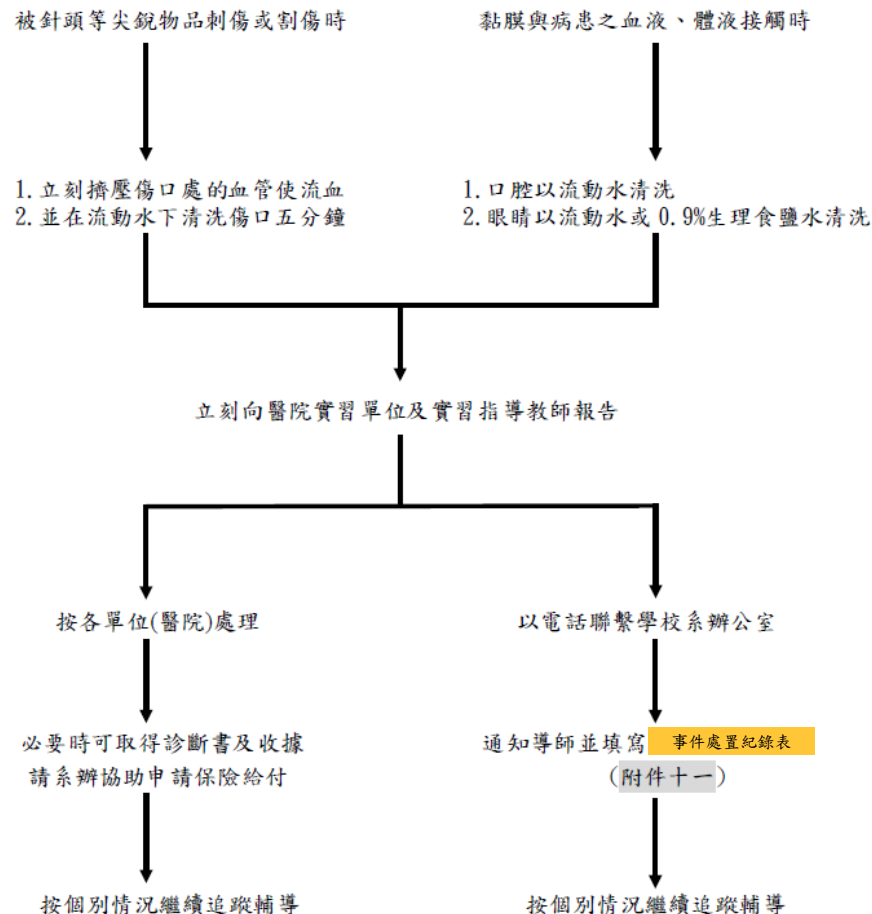 被針頭等尖銳物品刺傷或割傷時
黏膜與病患之血液、體液接觸時
1.立刻擠壓傷口處的血管使流血
2.並在流動水下清洗傷口五分鐘
1.口腔以流動水清洗
2.眼睛以流動水或 0.9%生理食鹽水清洗
立刻向醫院實習單位及實習指導教師報告
按各單位(醫院)處理
以電話聯繫學校系辦公室
必要時可取得診斷書及收據
請系辦協助申請保險給付
通知導師並填寫 事件處置紀錄表
(附件十一)
按個別情況繼續追蹤輔導
按個別情況繼續追蹤輔導